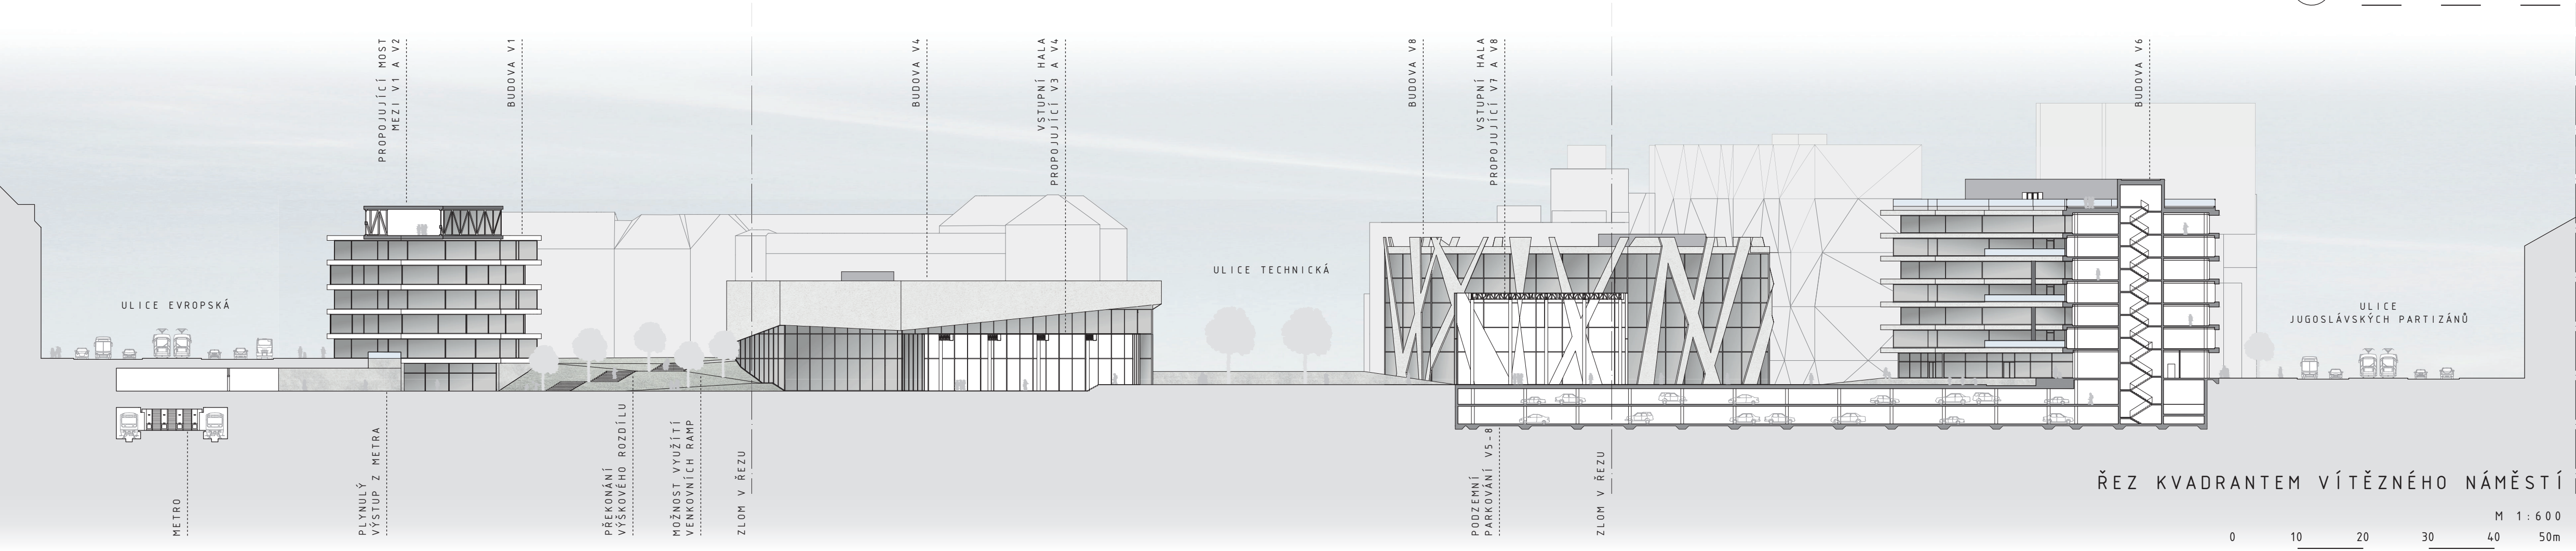 PROPOJUJÍCÍ MOST
MEZI V1 A V2
BUDOVA V1
BUDOVA V4
VSTUPNÍ HALA
PROPOJUJÍCÍ V3 A V4
BUDOVA V8
VSTUPNÍ HALA
PROPOJUJÍCÍ V7 A V8
BUDOVA V6
ULICE EVROPSKÁ
ULICE TECHNICKÁ
ULICE
JUGOSLÁVSKÝCH PARTIZÁNŮ
METRO
PLYNULÝ
VÝSTUP Z METRA
PŘEKONÁNÍ
VÝŠKOVÉHO ROZDÍLU
MOŽNOST VYUŽÍTÍ
VENKOVNÍCH RAMP
ZLOM V ŘEZU
PODZEMNÍ
PARKOVÁNÍ V5-8
ZLOM V ŘEZU
ŘEZ KVADRANTEM VÍTĚZNÉHO NÁMĚSTÍ
M 1:600
0 10 20 30 40 50m